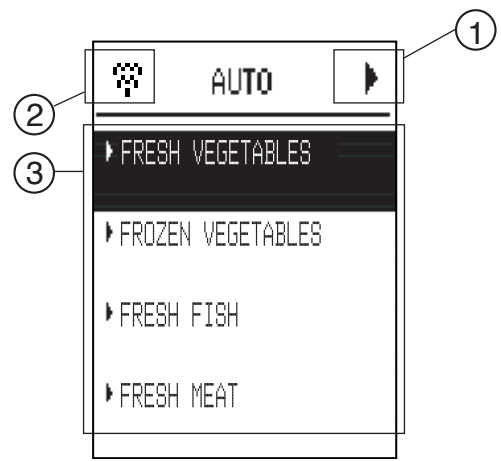 1
AUTO
2
FRESH VEGETABLES
3
FROZEN VEGETABLES
FRESH FISH
FRESH MEAT